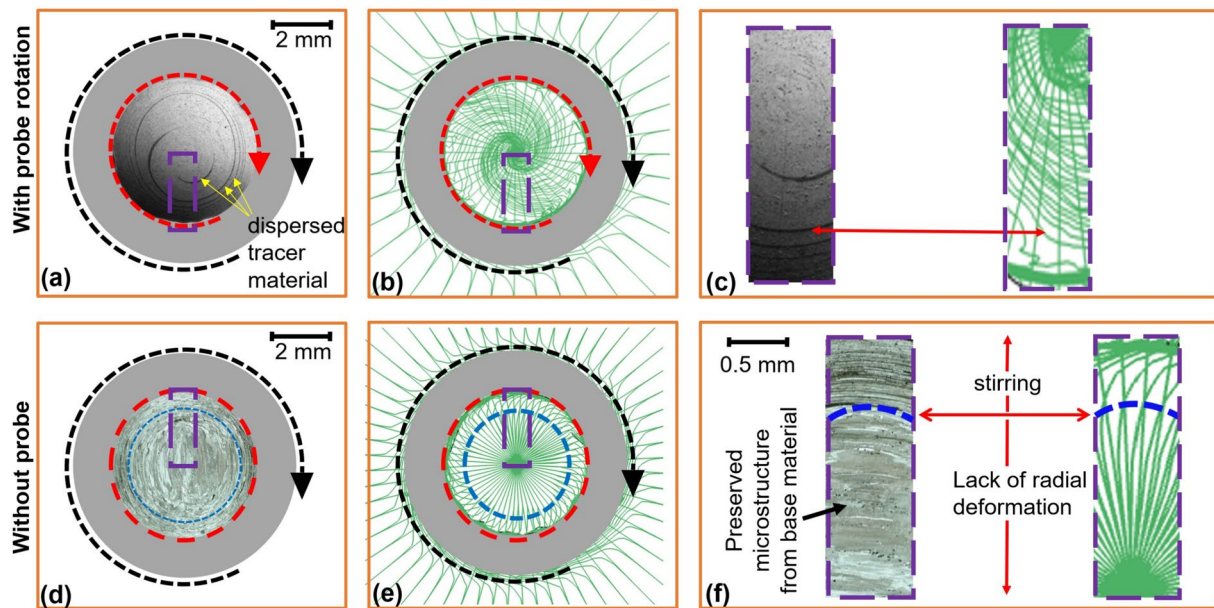 With probe rotation
2 mm
dispersed
tracer
material
(a)
(b)
(c)
Without probe
2 mm
(d)
(e)
0.5 mm
stirring
Lack of radial
deformation
Preserved
microstructure
from base material
(f)